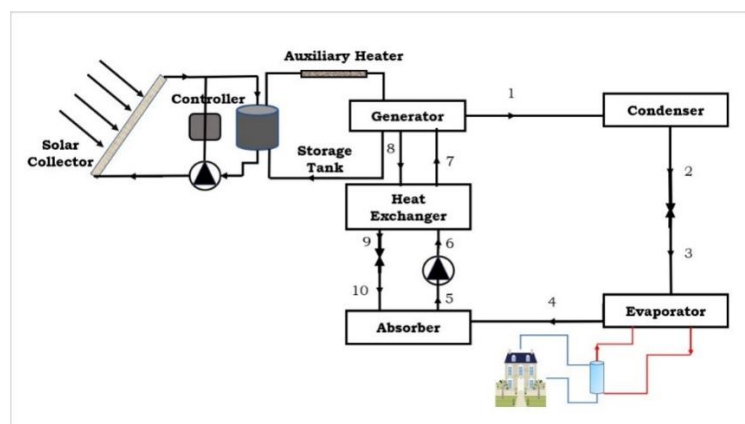 Auxiliary Heater
1
Controller
Generator
Condenser
Solar
Collector
Storage
Tank
8
7
2
Heat
Exchanger
9
6
3
10
5
4
Absorber
Evaporator